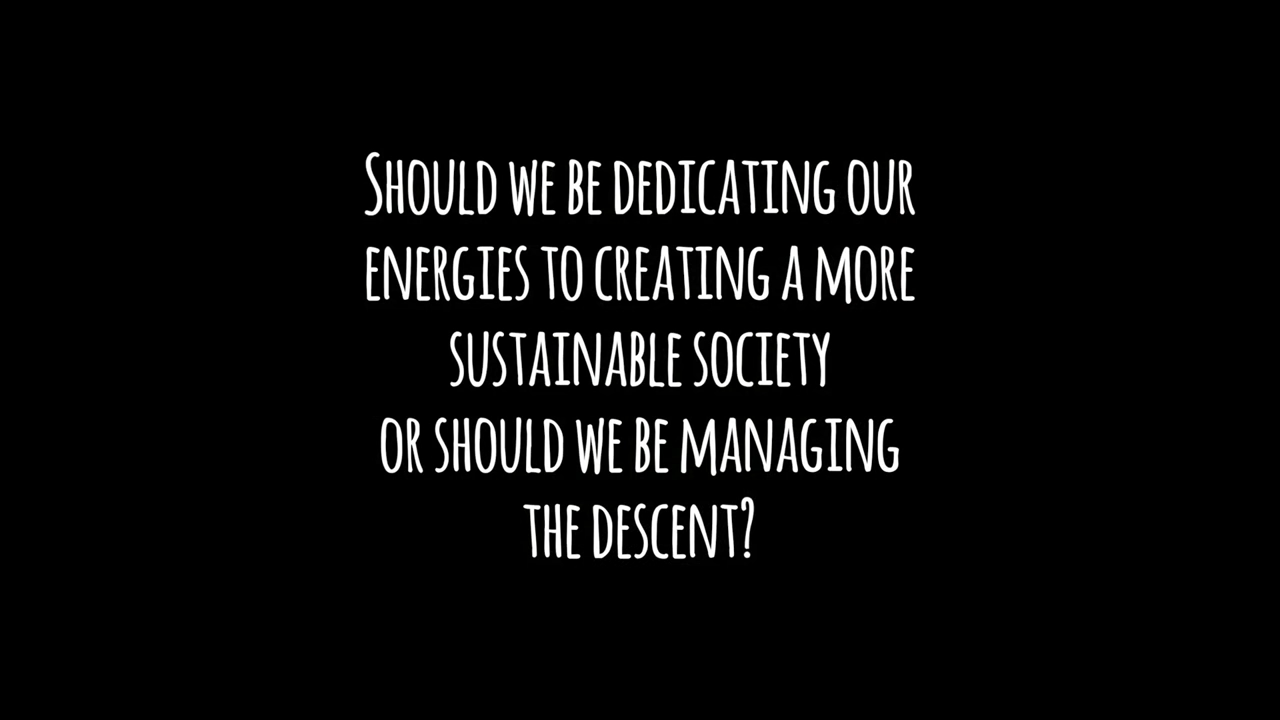 Should we be dedicating our
energies to creating a more
sustainable society
or should we be managing
the descent?